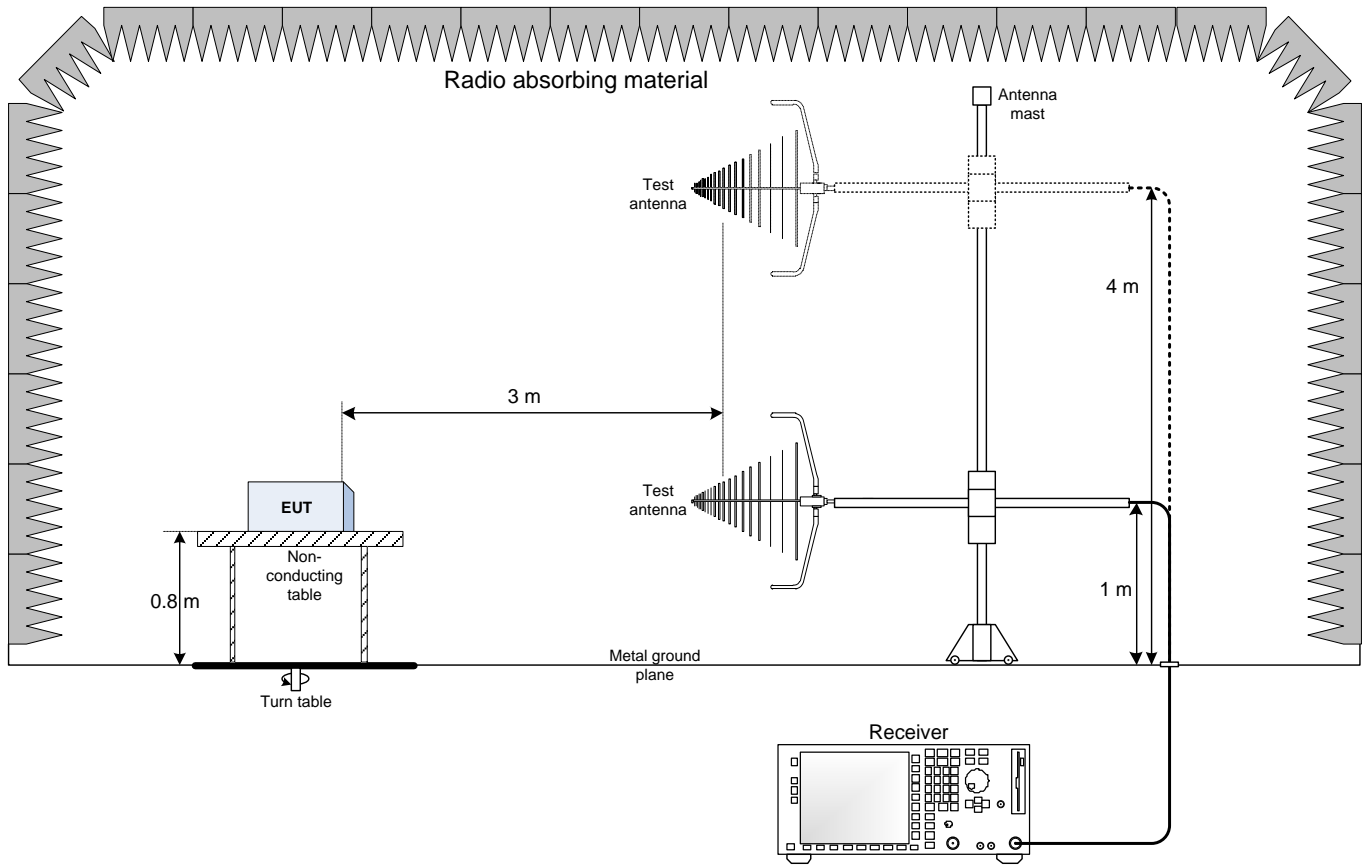 Radio absorbing material
Antenna
mast
Test
antenna
4 m
3 m
EUT
Test
antenna
Non-
conducting
table
0.8 m
1 m
Metal ground
plane
Turn table
Receiver